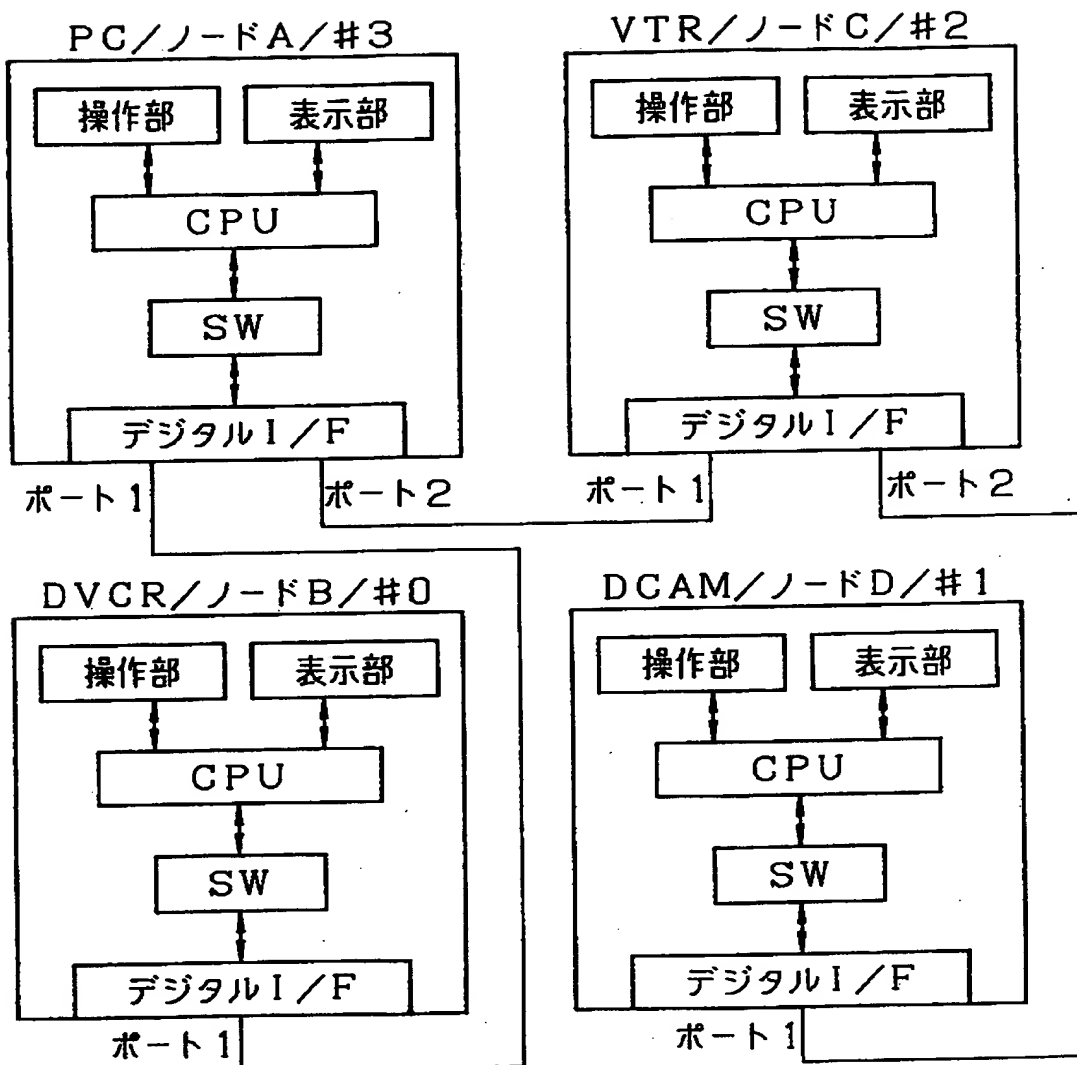 PC/ノードA/#3
操作部
表示部
CPU
SW
デジタルI/F
ポート1
ポート2
VTR/ノードC/#2
操作部
表示部
CPU
SW
デジタルI/F
ポート1
ポート2
DVCR/ノードB/#0
操作部
表示部
CPU
SW
デジタルI/F
ポート1
DCAM/ノードD/#1
操作部
表示部
CPU
SW
デジタルI/F
ポート1